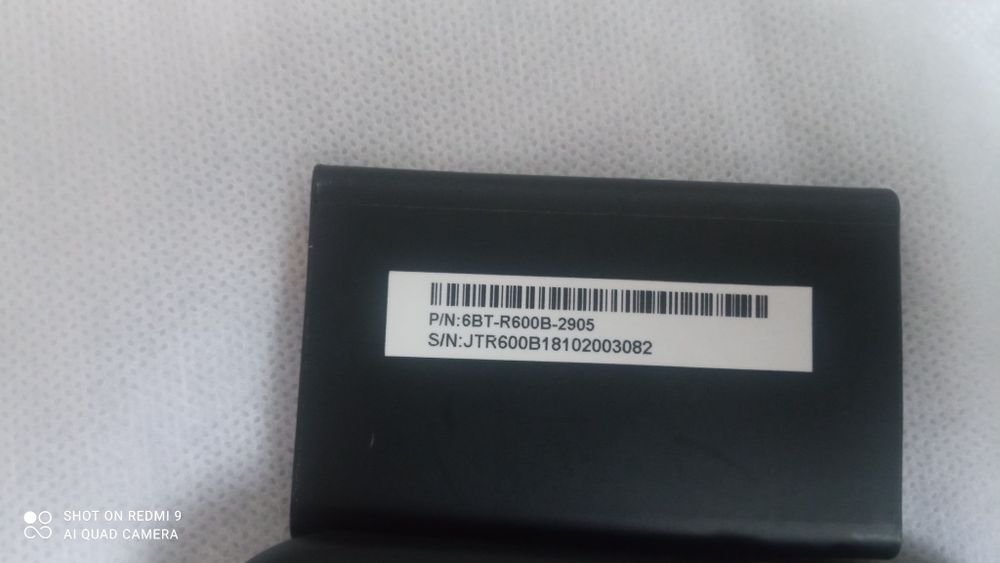 P/N:6BT-R600B-2905
S/N:JTR600B18102003082
SHOT ON REDMI 9
AI QUAD CAMERA